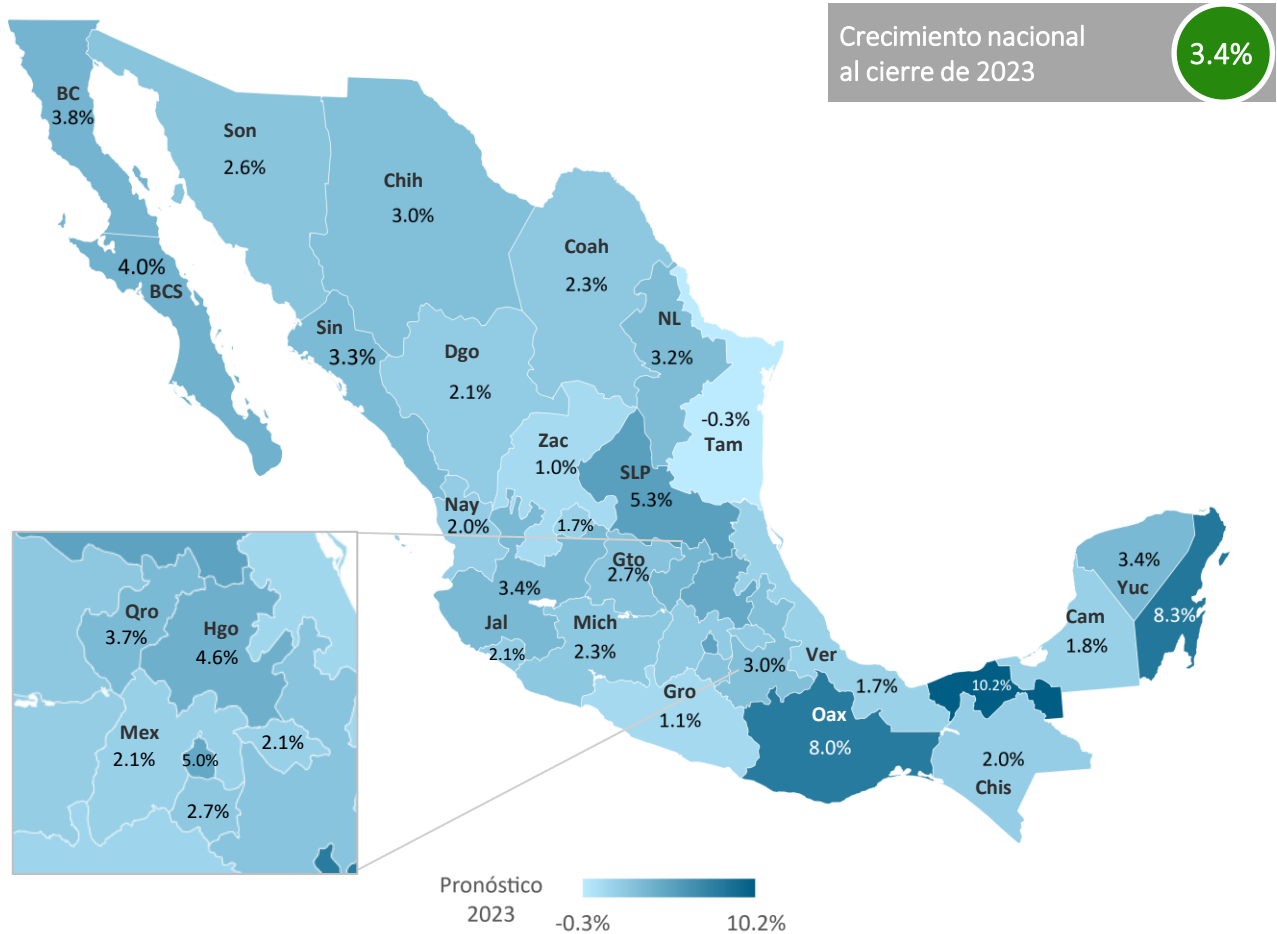 Crecimiento nacional
al cierre de 2023
3.4%
BC
3.8%
Son
2.6%
Chih
3.0%
Coah
2.3%
4.0%
BCS
Sin
3.3%
NL
3.2%
Dgo
2.1%
-0.3%
Tam
Zac
1.0%
SLP
5.3%
Nay
2.0%
1.7%
Gto
2.7%
3.4%
Jal
2.1%
Mich
2.3%
3.0%
Ver
1.7%
Gro
1.1%
Oax
8.0%
10.2%
2.0%
Chis
Cam
1.8%
3.4%
Yuc
8.3%
Qro
3.7%
Hgo
4.6%
Mex
2.1%
5.0%
2.1%
2.7%
Pronóstico
2023
-0.3%
10.2%